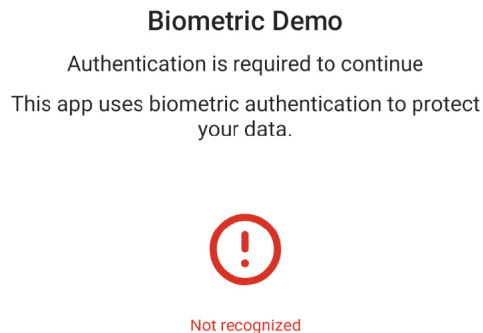 Biometric Demo
Authentication is required to continue
This app uses biometric authentication to protect
your data.
Not recognized